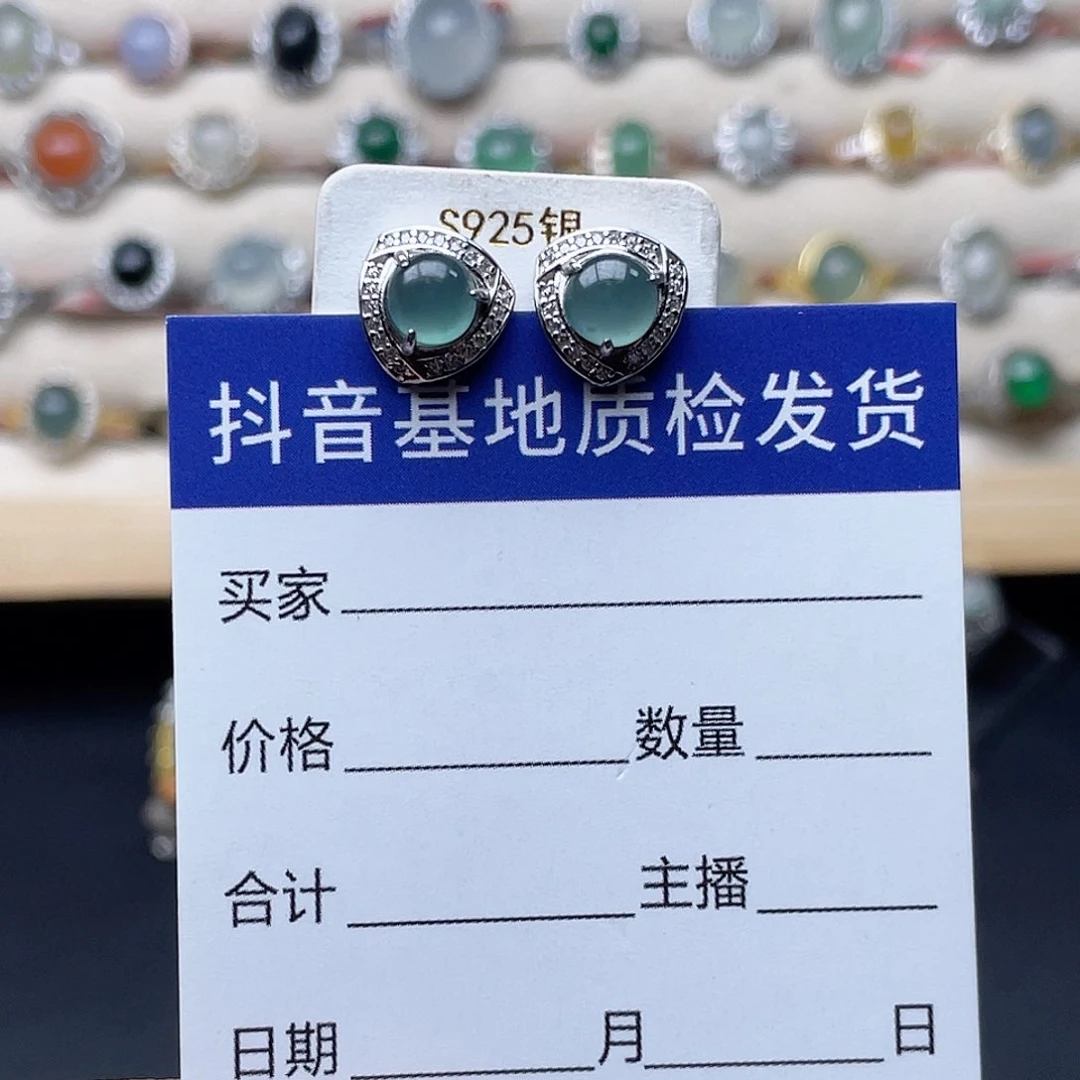 S925银
抖音基地质检发货
买家
价格 数量
合计 主播
日期 月 日